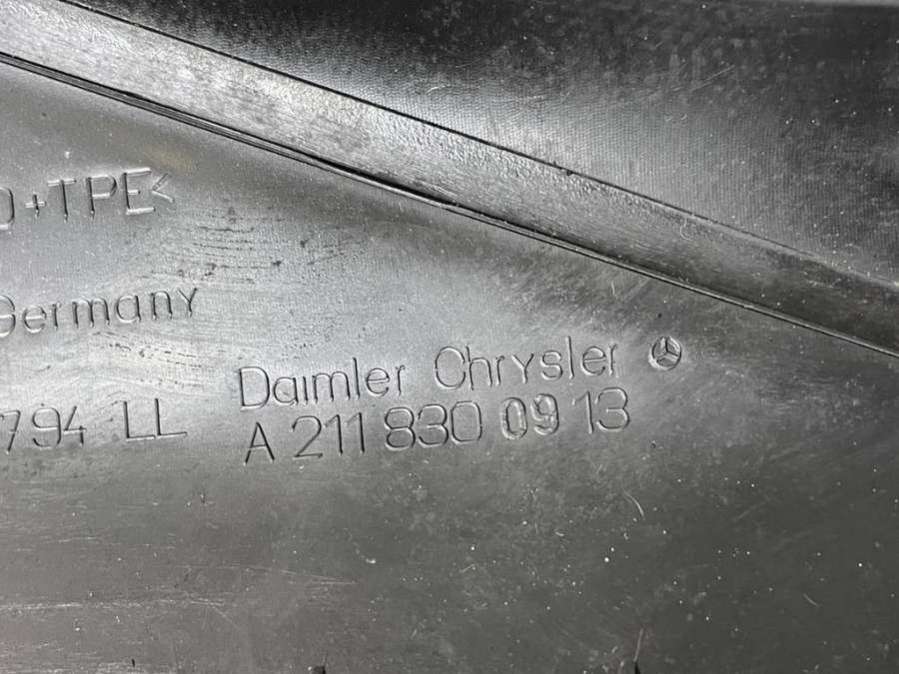 +TPE<
Germany
794 LL
Daimler Chrysler
A 211 830 09 13